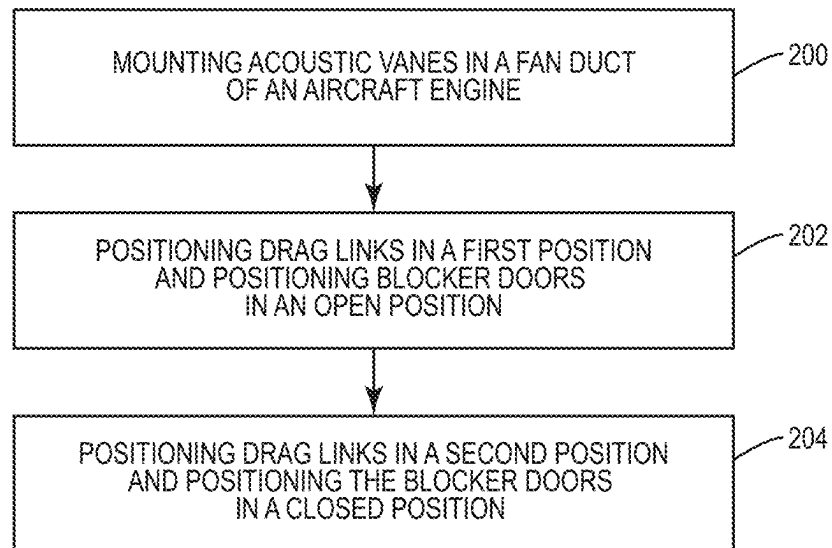 MOUNTING ACOUSTIC VANES IN A FAN DUCT
OF AN AIRCRAFT ENGINE
200
POSITIONING DRAG LINKS IN A FIRST POSITION
AND POSITIONING BLOCKER DOORS
IN AN OPEN POSITION
202
POSITIONING DRAG LINKS IN A SECOND POSITION
AND POSITIONING THE BLOCKER DOORS
IN A CLOSED POSITION
204